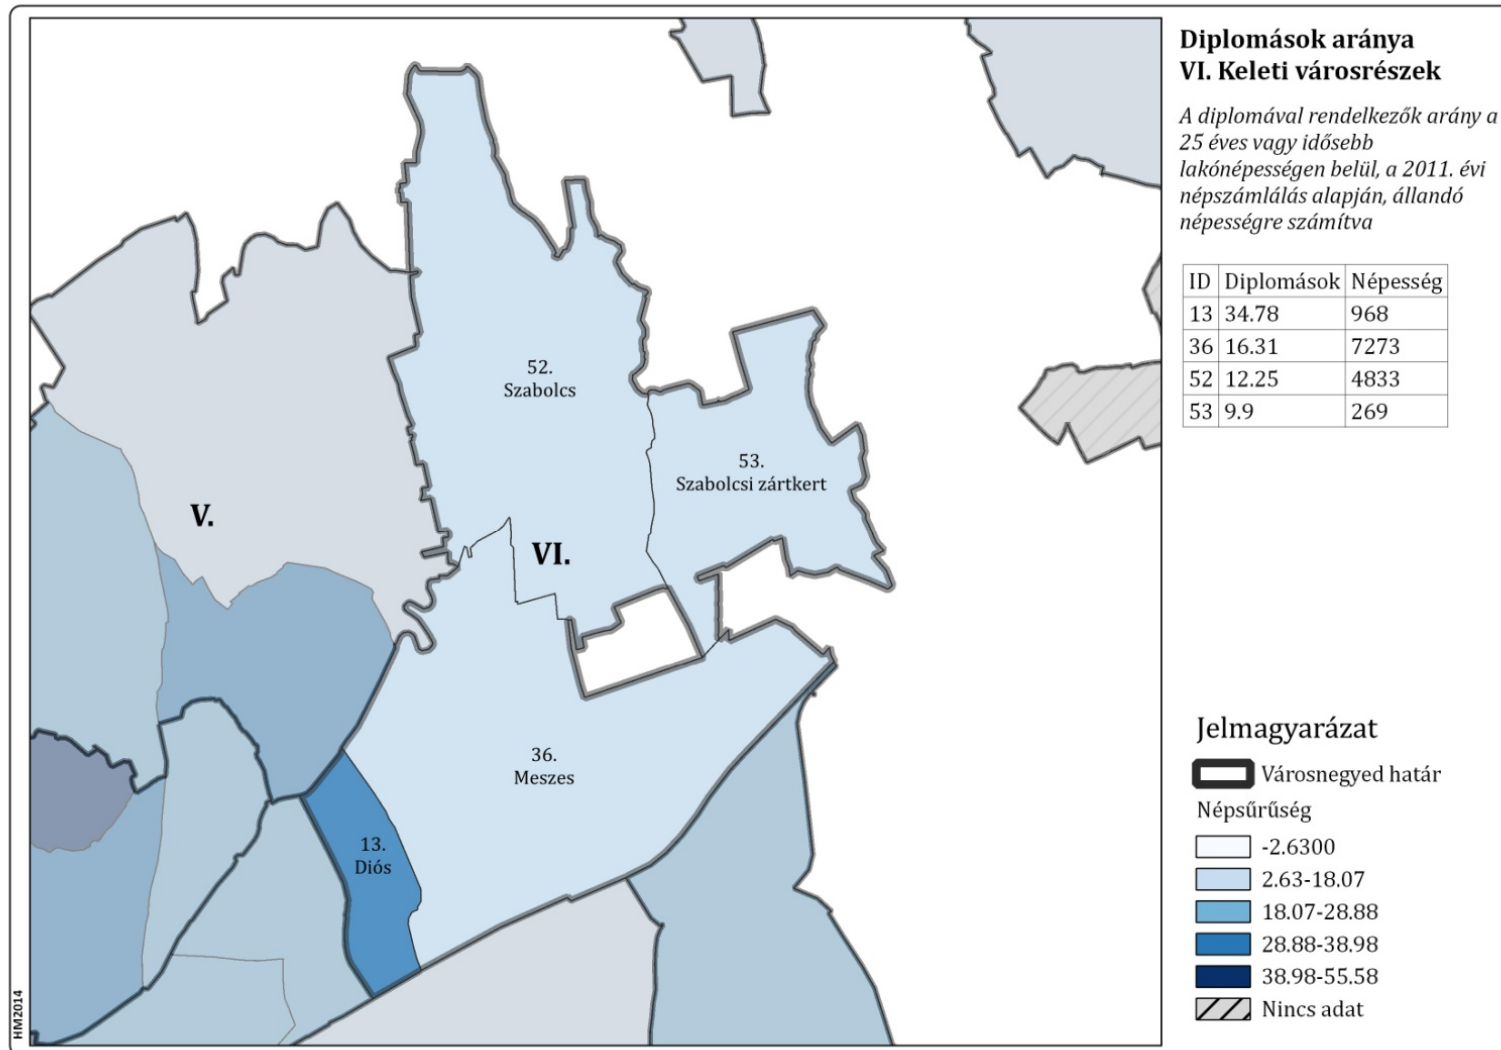 Diplomások aránya
VI. Keleti városrészek
A diplomával rendelkezők arány a
25 éves vagy idősebb
lakónépességen belül, a 2011. évi
népszámlálás alapján, állandó
népességre számítva
ID Diplomások Népesség
13 34.78 968
36 16.31 7273
52 12.25 4833
53 9.9 269
52.
Szabolcs
53.
Szabolcsi zártkert
V.
VI.
36.
Meszes
13.
Diós
Jelmagyarázat
Városnegyed határ
Népsűrűség
-2.6300
2.63-18.07
18.07-28.88
28.88-38.98
38.98-55.58
Nincs adat
HM2014